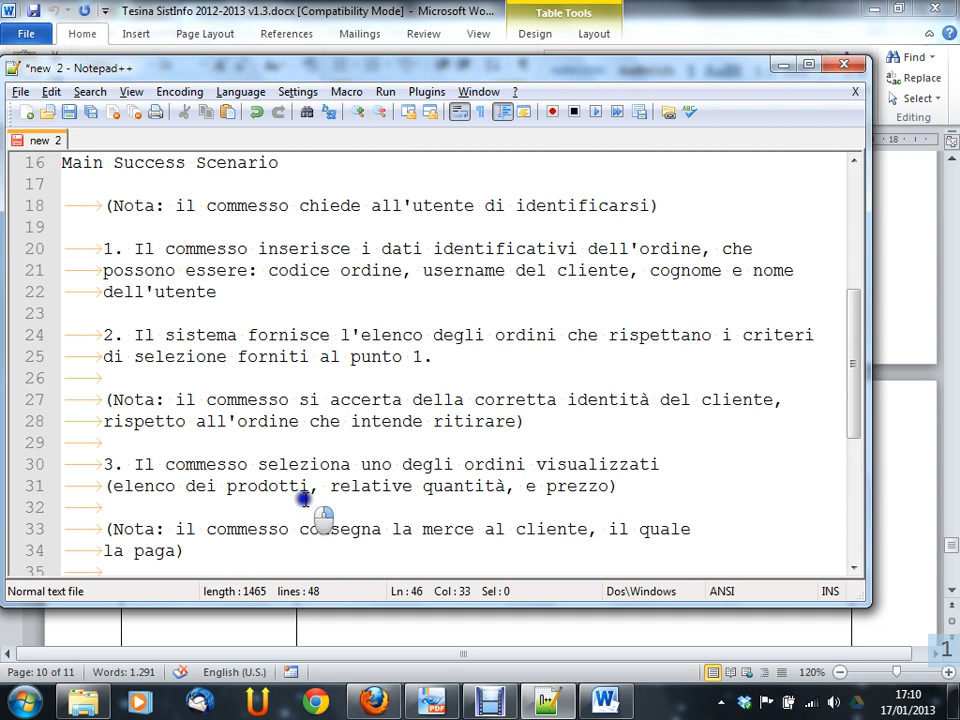 Tesina SistInfo 2012-2013 v1.3.docx [Compatibility Mode] - Microsoft Wo...
Table Tools
File Home Insert Page Layout References Mailings Review View Design Layout
*new 2 - Notepad++
Find
Replace
Select
Editing
File Edit Search View Encoding Language Settings Macro Run Plugins Window ? X
new 2
18
16 Main Success Scenario
17
18 (Nota: il commesso chiede all'utente di identificarsi)
19
20 1. Il commesso inserisce i dati identificativi dell'ordine, che
21 possono essere: codice ordine, username del cliente, cognome e nome
22 dell'utente
23
24 2. Il sistema fornisce l'elenco degli ordini che rispettano i criteri
25 di selezione forniti al punto 1.
26
27 (Nota: il commesso si accerta della corretta identità del cliente,
28 rispetto all'ordine che intende ritirare)
29
30 3. Il commesso seleziona uno degli ordini visualizzati
31 (elenco dei prodotti, relative quantità, e prezzo)
32
33 (Nota: il commesso consegna la merce al cliente, il quale
34 la paga)
35
Normal text file length : 1465 lines : 48 Ln : 46 Col : 33 Sel : 0 Dos\Windows ANSI INS
1
Page: 10 of 11 Words: 1.291 English (U.S.) 120%
PDF
17:10
17/01/2013